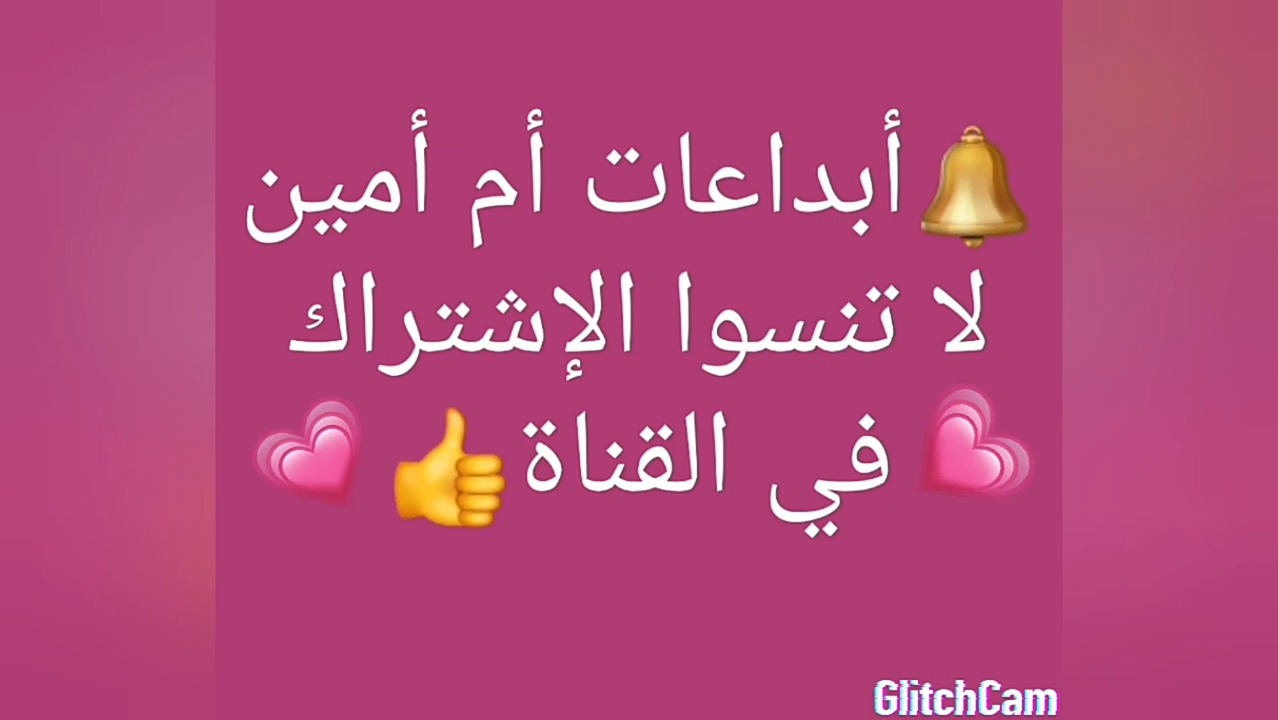 🔔أبداعات أم أمين
لا تنسوا الإشتراك
💗 في القناة👍 💗
GlitchCam